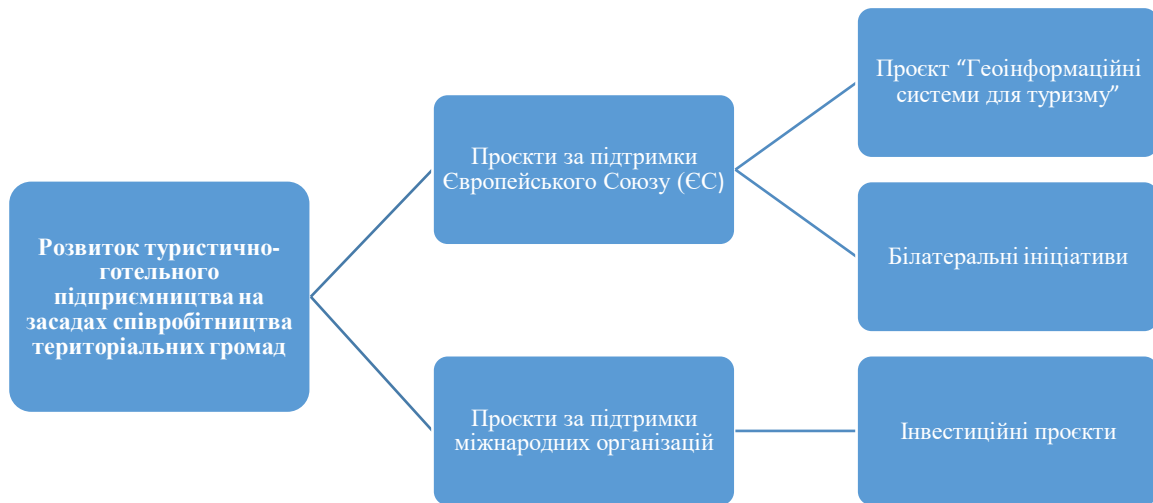 Розвиток туристично-
готельного
підприємництва на
засадах співробітництва
територіальних громад
Проєкти за підтримки
Європейського Союзу (ЄС)
Проєкт “Геоінформаційні
системи для туризму”
Білатеральні ініціативи
Проєкти за підтримки
міжнародних організацій
Інвестиційні проєкти